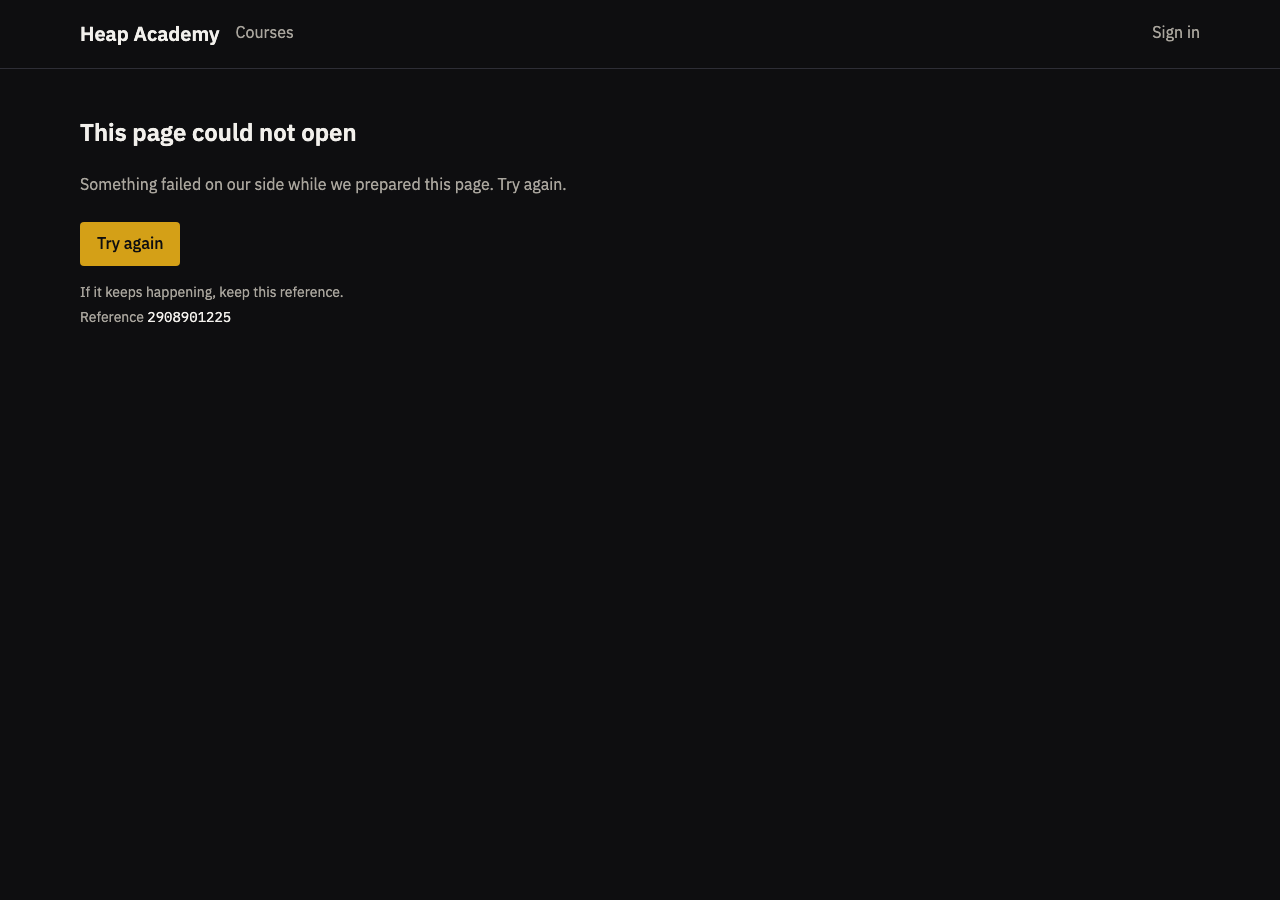 Heap Academy Courses Sign in
This page could not open
Something failed on our side while we prepared this page. Try again.
Try again
If it keeps happening, keep this reference.
Reference 2908901225